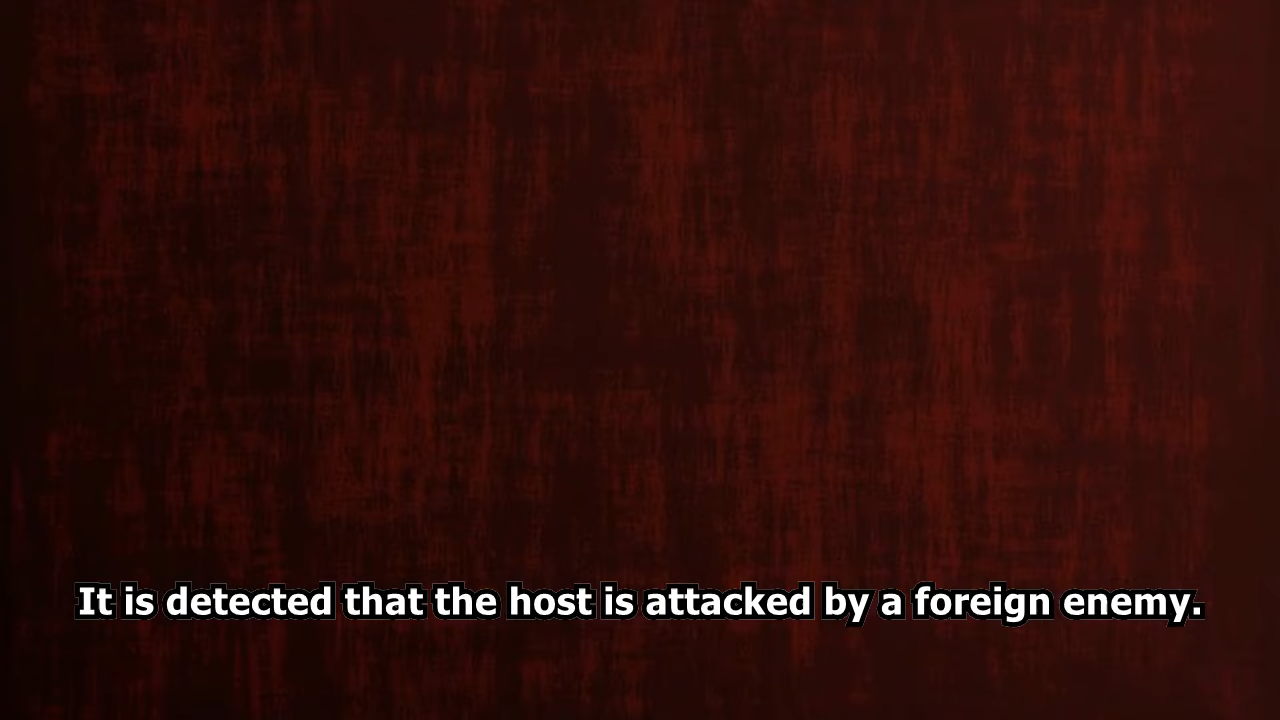 It is detected that the host is attacked by a foreign enemy.